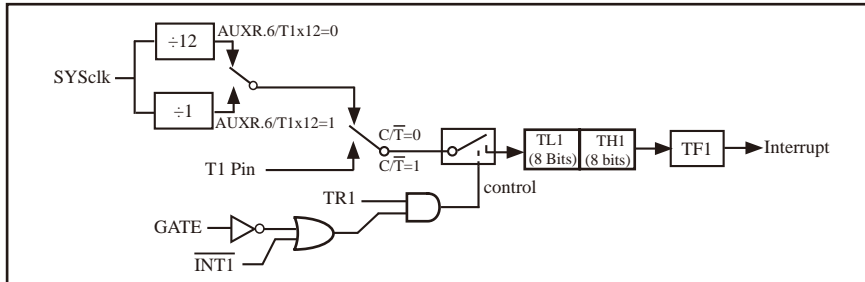 ÷12
AUXR.6/T1x12=0
SYSclk
÷1
AUXR.6/T1x12=1
C/T̅=0
C/T̅=1
T1 Pin
TL1
(8 Bits)
TH1
(8 bits)
TF1
Interrupt
control
TR1
GATE
I̅N̅T̅1̅